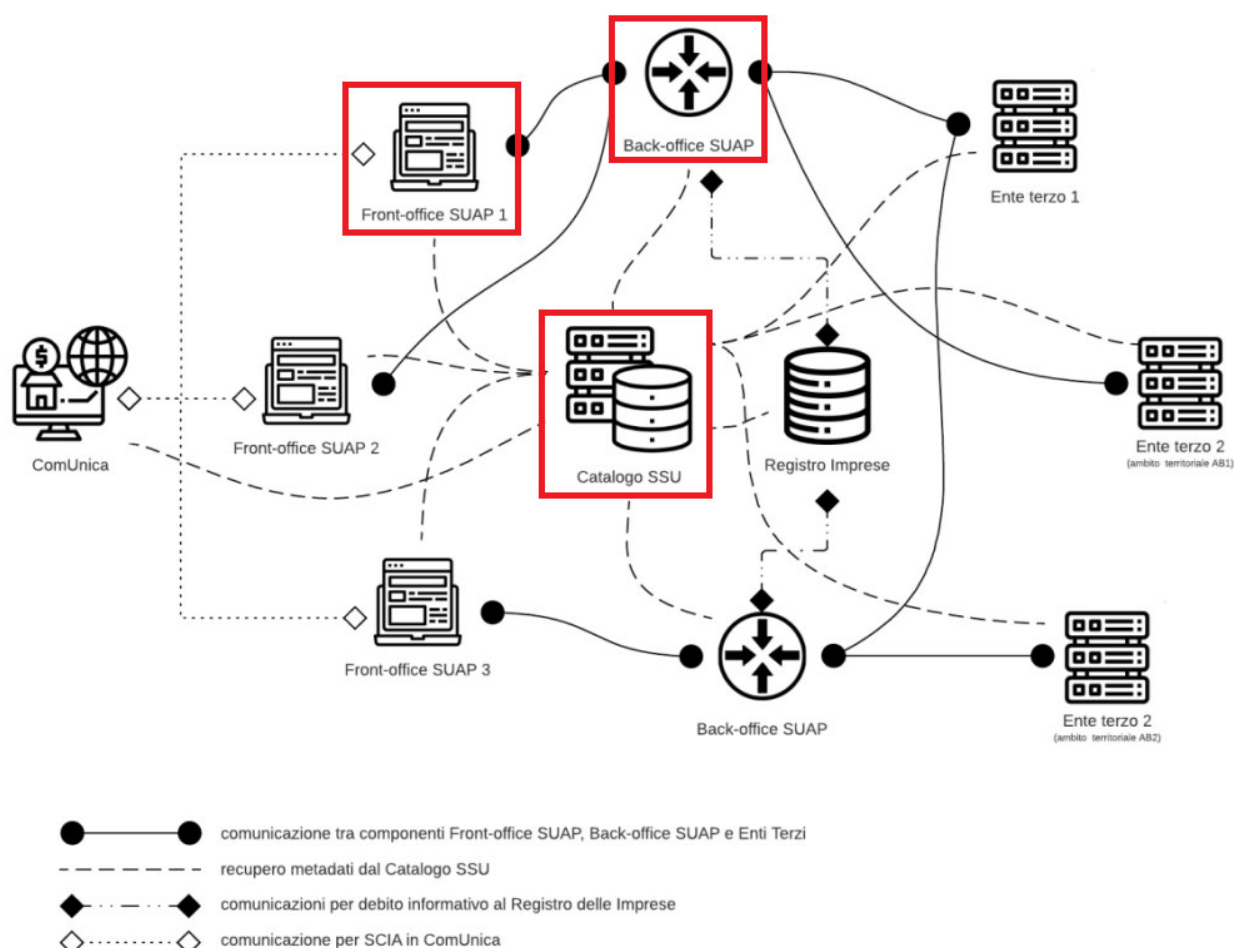 Back-office SUAP
Ente terzo 1
Front-office SUAP 1
ComUnica
Front-office SUAP 2
Catalogo SSU
Registro Imprese
Ente terzo 2
(ambito territoriale AB1)
Front-office SUAP 3
Back-office SUAP
Ente terzo 2
(ambito territoriale AB2)
comunicazione tra componenti Front-office SUAP, Back-office SUAP e Enti Terzi
recupero metadati dal Catalogo SSU
comunicazioni per debito informativo al Registro delle Imprese
comunicazione per SCIA in ComUnica